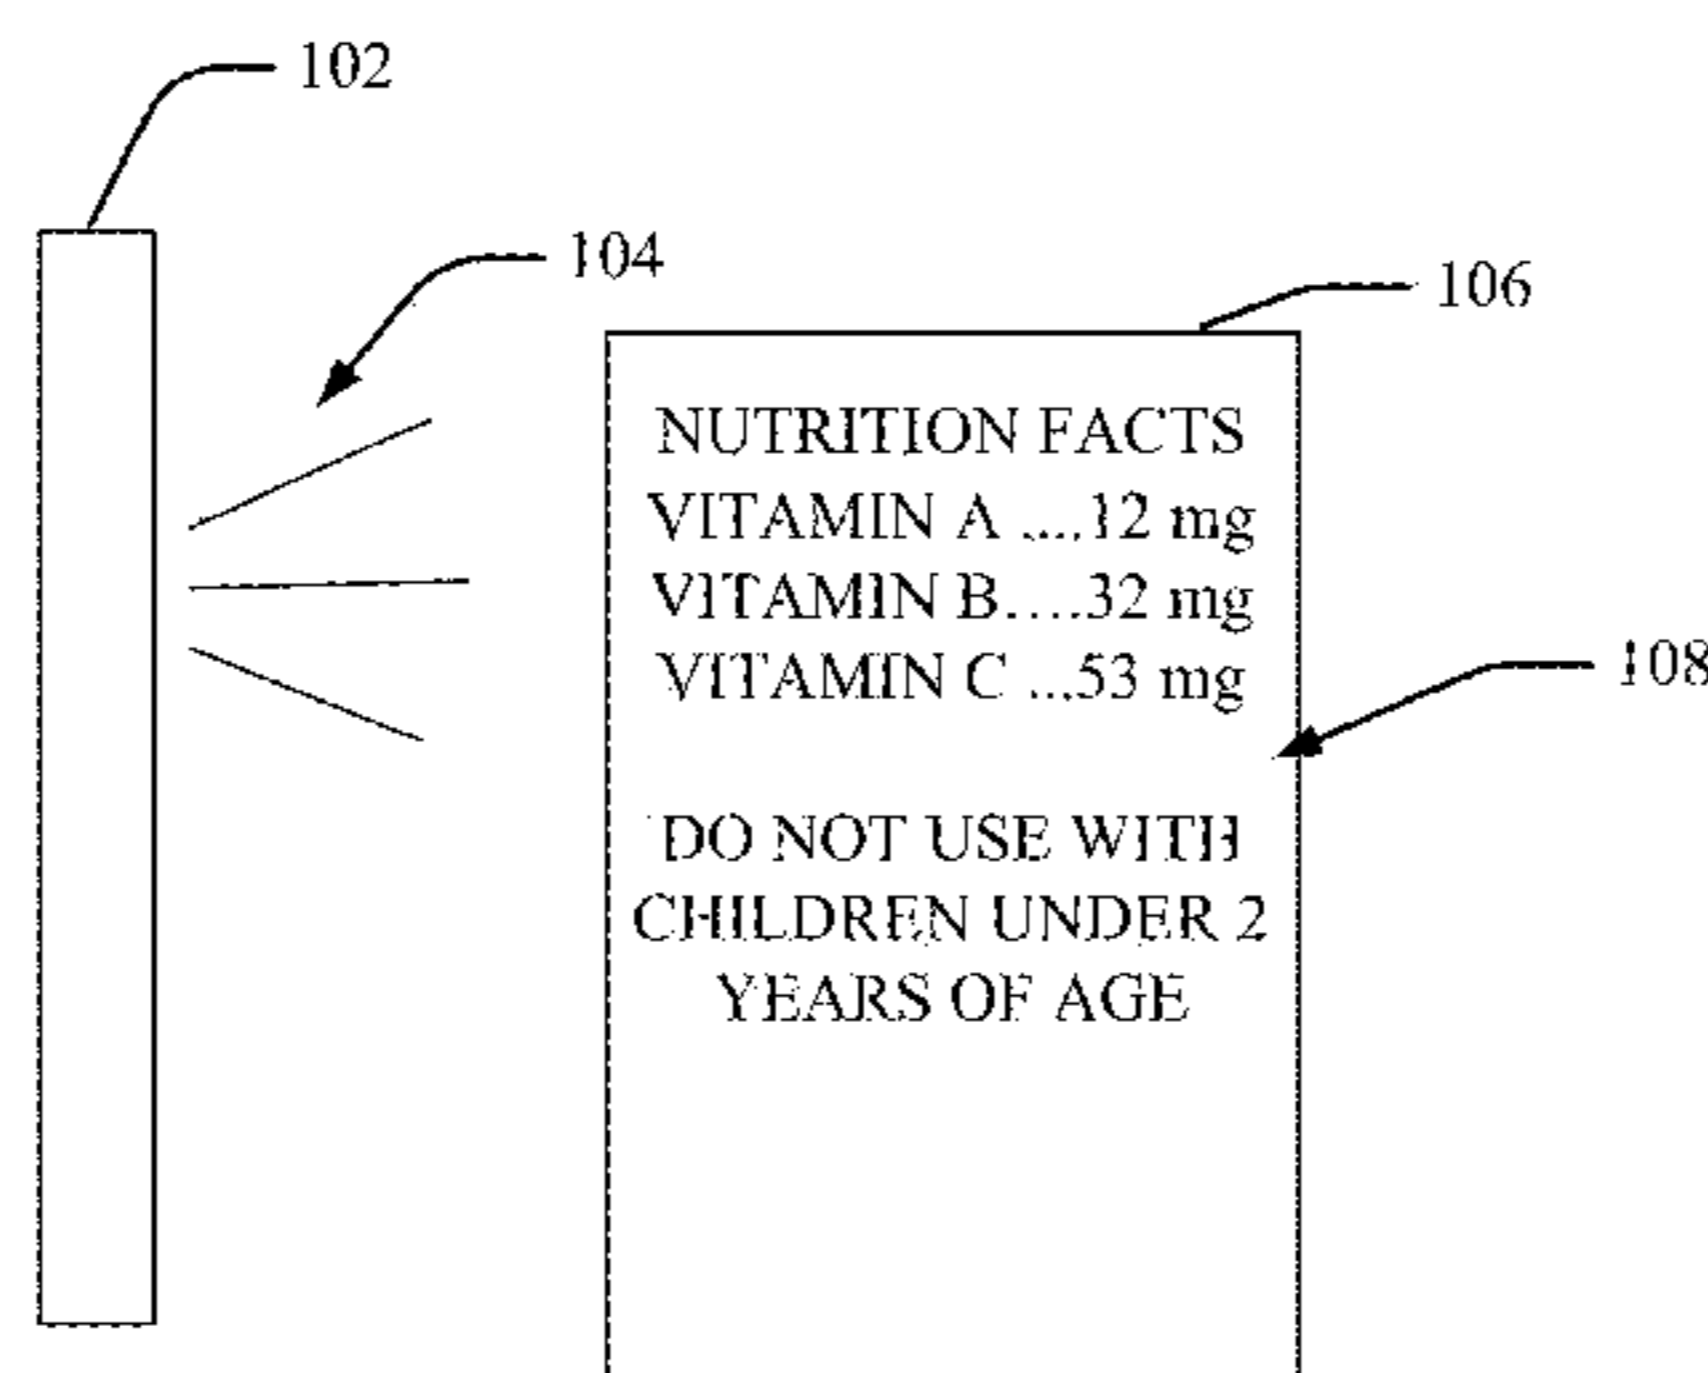 102
104
106
NUTRITION FACTS
VITAMIN A ....12 mg
VITAMIN B....32 mg
VITAMIN C ...53 mg
108
DO NOT USE WITH
CHILDREN UNDER 2
YEARS OF AGE